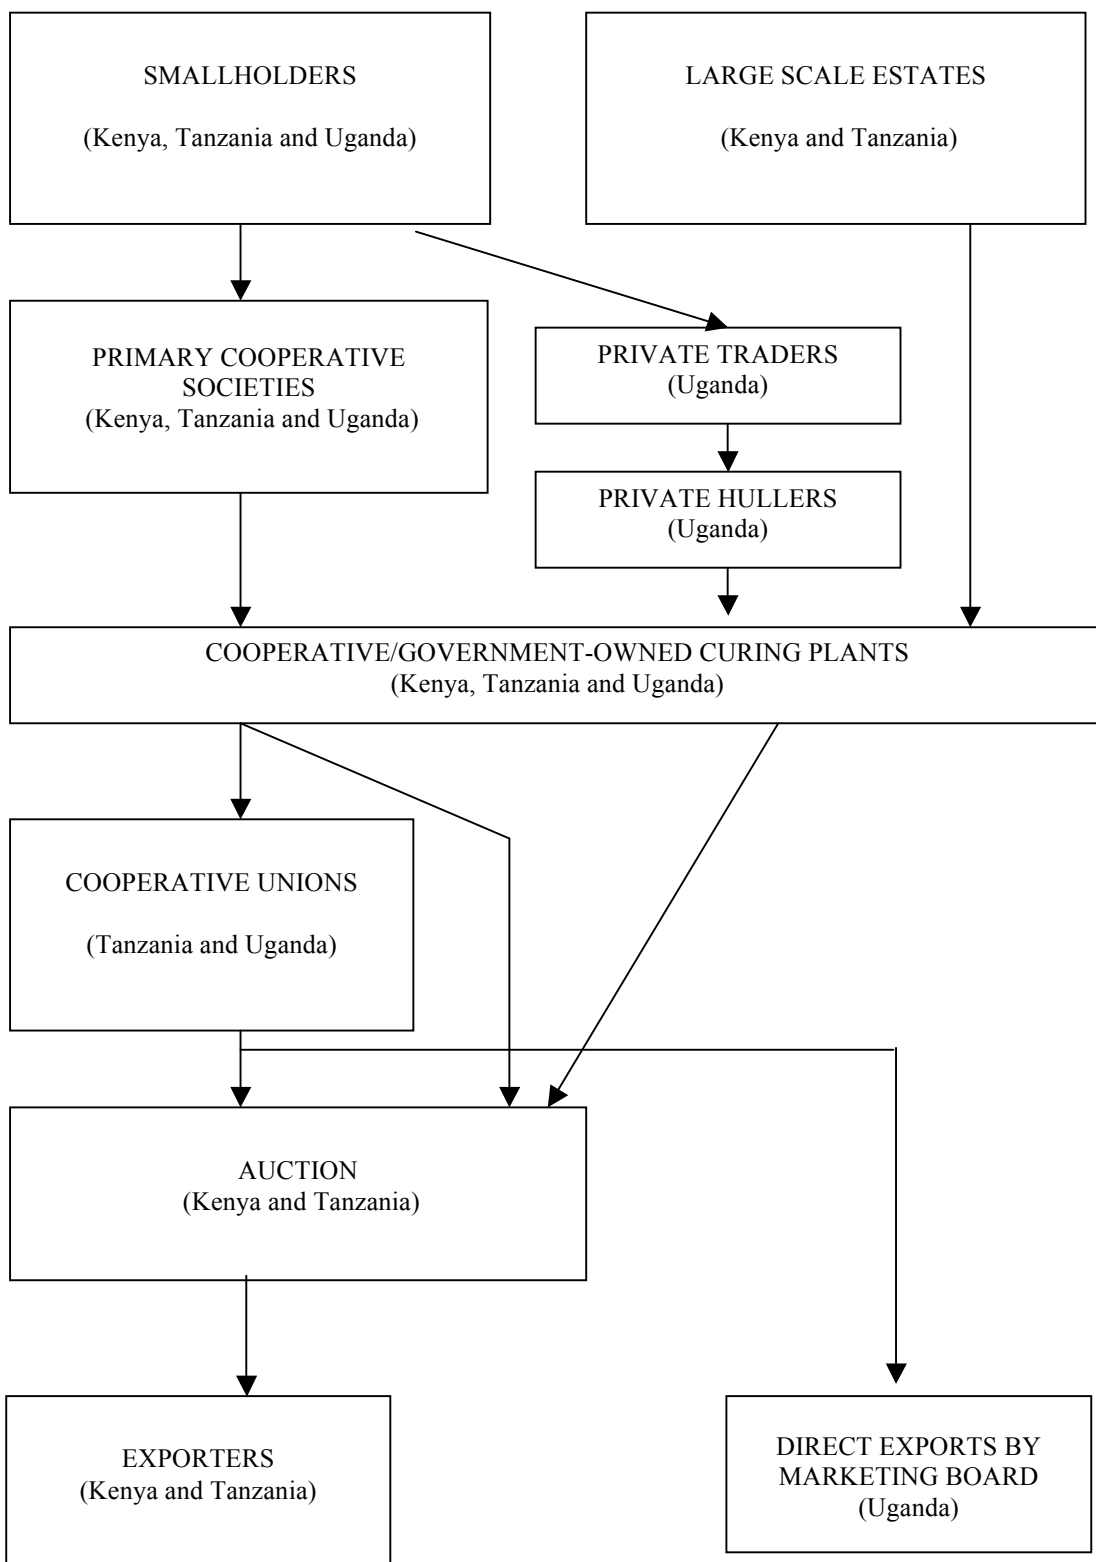 SMALLHOLDERS
(Kenya, Tanzania and Uganda)
LARGE SCALE ESTATES
(Kenya and Tanzania)
PRIMARY COOPERATIVE
SOCIETIES
(Kenya, Tanzania and Uganda)
PRIVATE TRADERS
(Uganda)
PRIVATE HULLERS
(Uganda)
COOPERATIVE/GOVERNMENT-OWNED CURING PLANTS
(Kenya, Tanzania and Uganda)
COOPERATIVE UNIONS
(Tanzania and Uganda)
AUCTION
(Kenya and Tanzania)
EXPORTERS
(Kenya and Tanzania)
DIRECT EXPORTS BY
MARKETING BOARD
(Uganda)